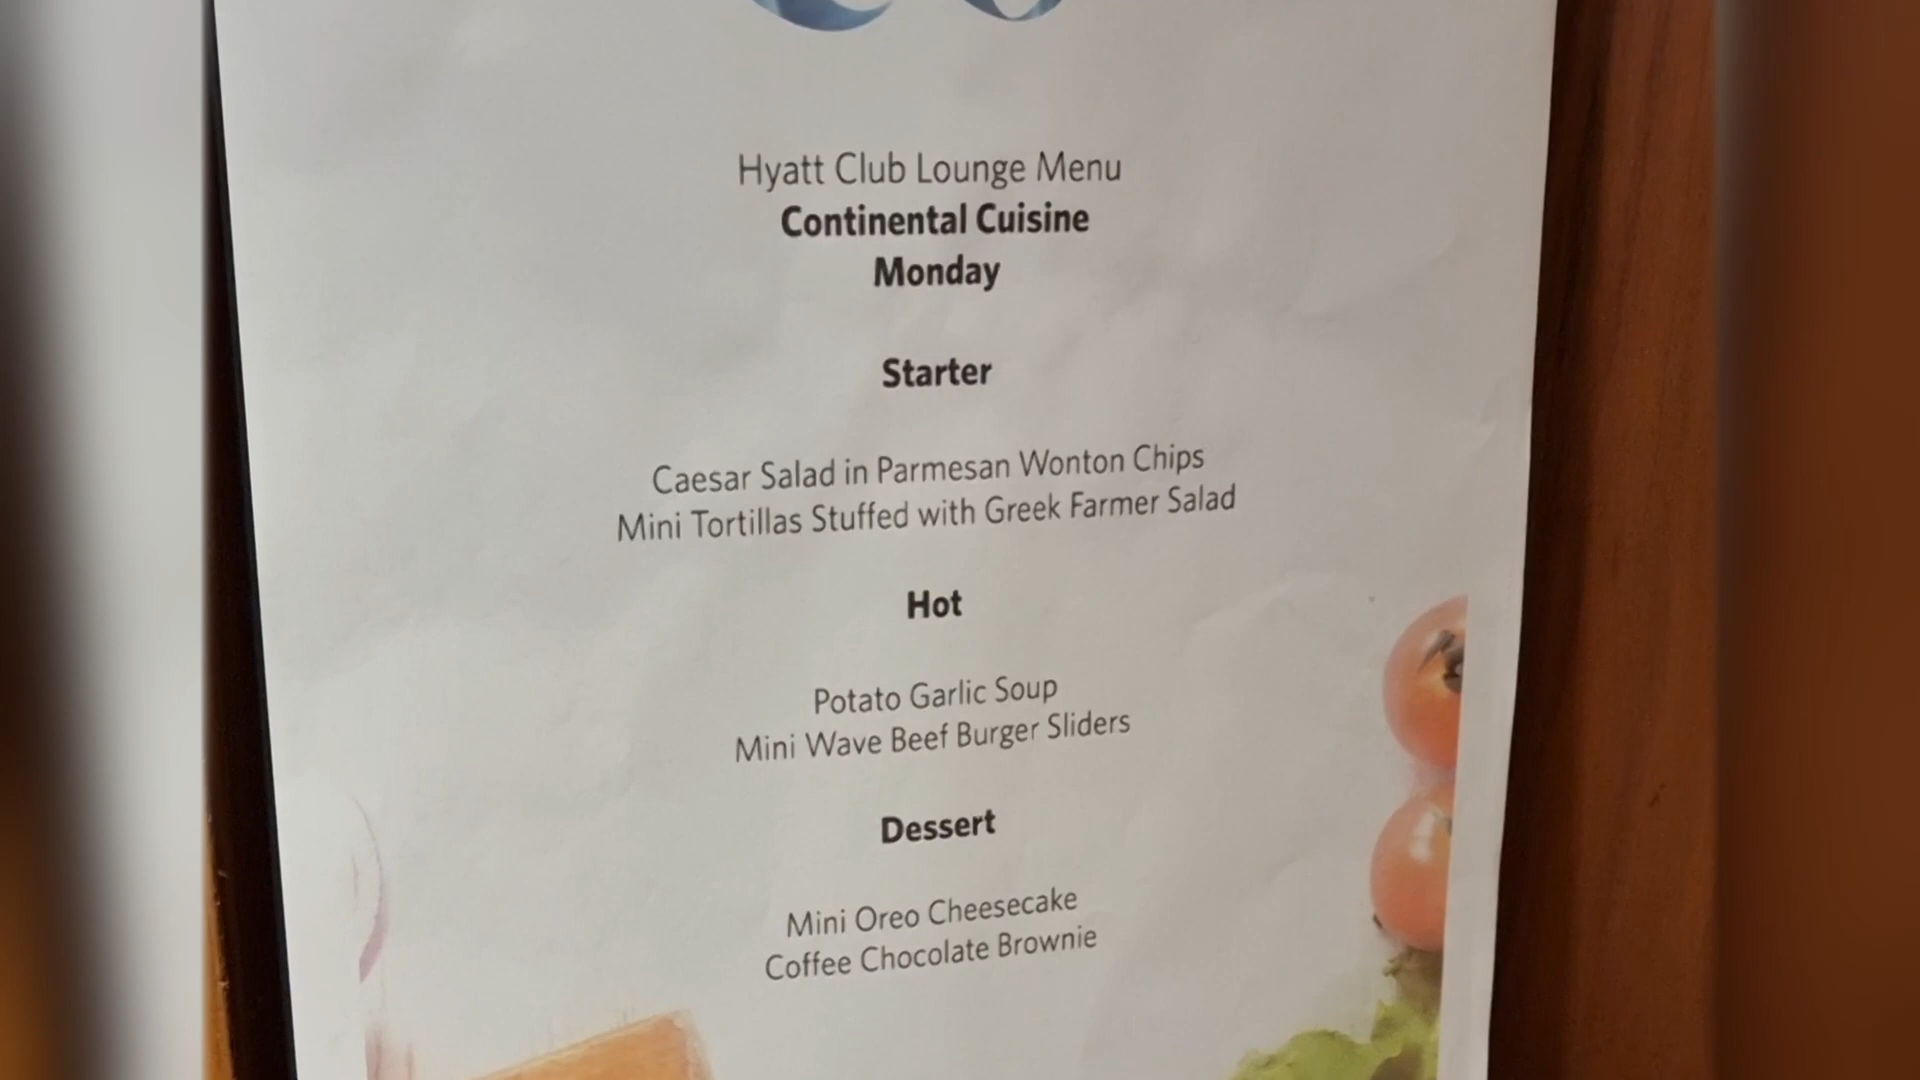 Hyatt Club Lounge Menu
Continental Cuisine
Monday
Starter
Caesar Salad in Parmesan Wonton Chips
Mini Tortillas Stuffed with Greek Farmer Salad
Hot
Potato Garlic Soup
Mini Wave Beef Burger Sliders
Dessert
Mini Oreo Cheesecake
Coffee Chocolate Brownie